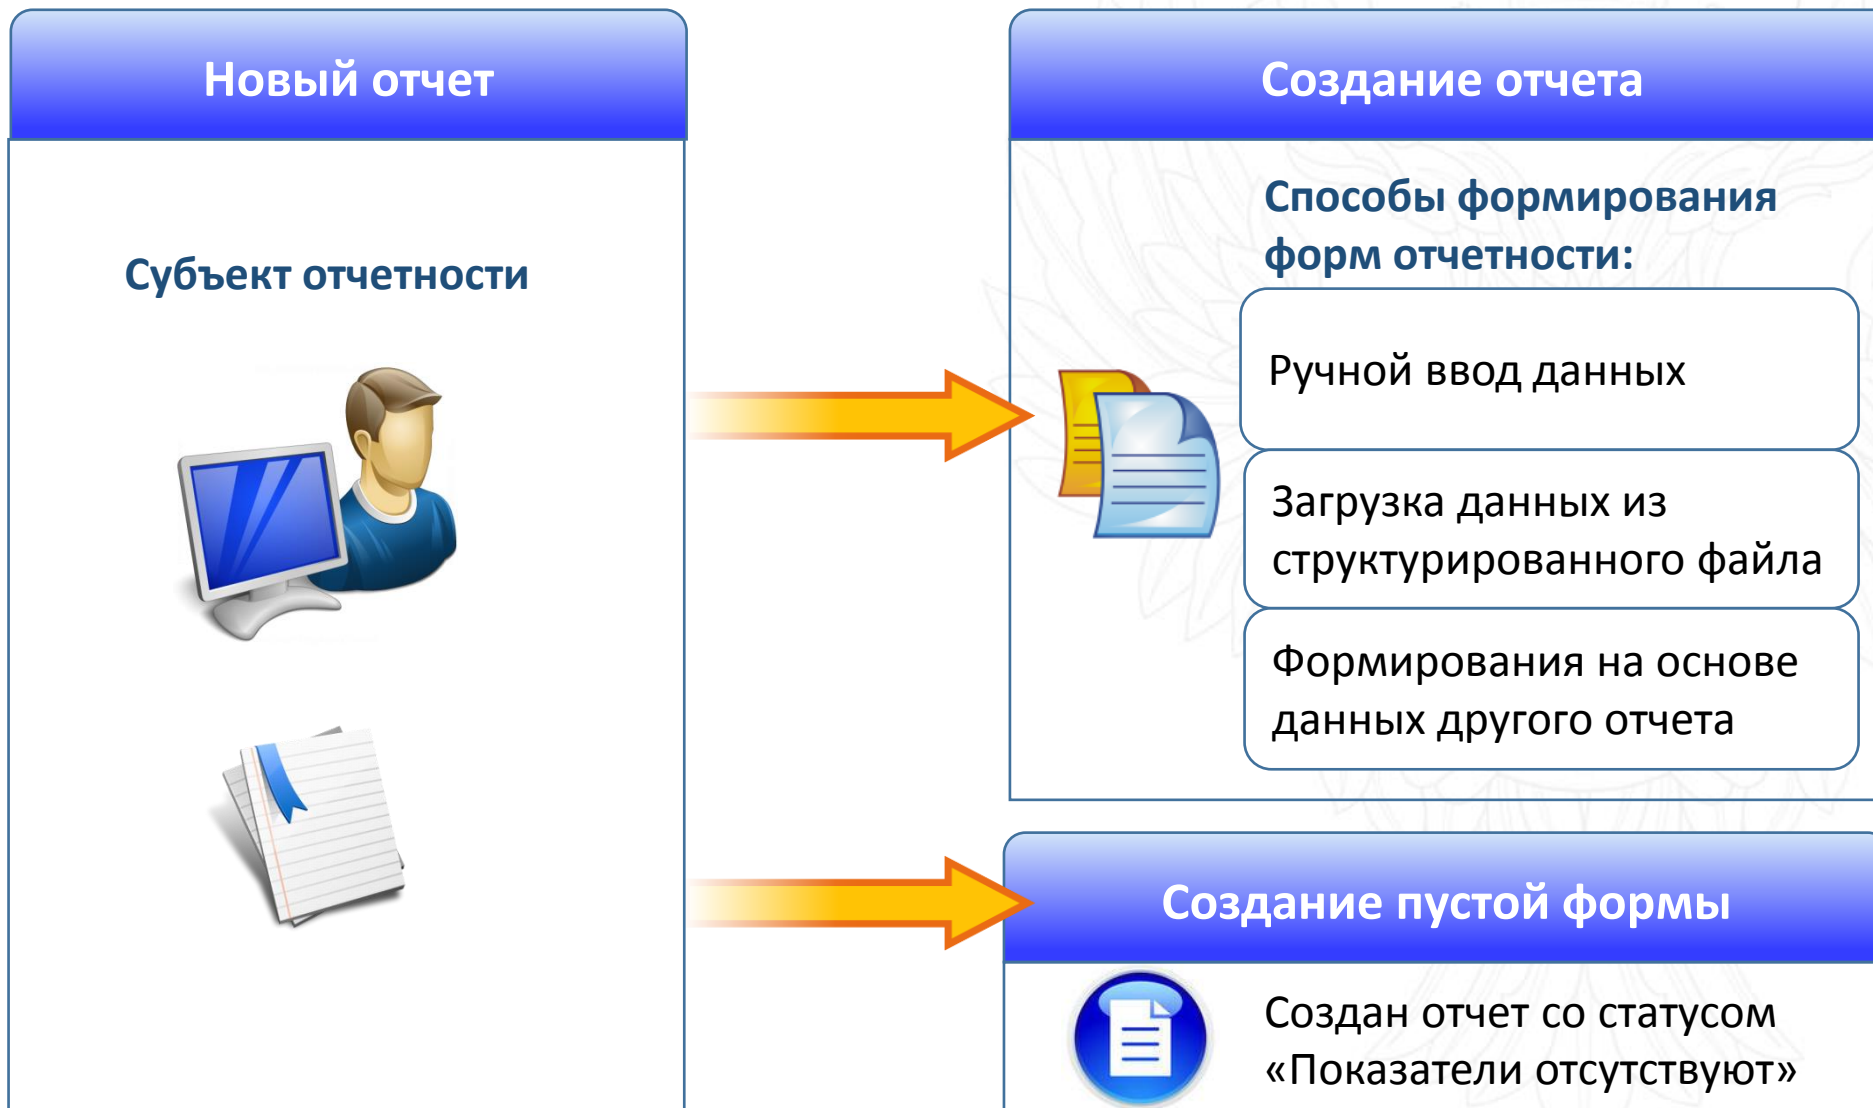 Новый отчет
Субъект отчетности
Создание отчета
Способы формирования
форм отчетности:
Ручной ввод данных
Загрузка данных из
структурированного файла
Формирования на основе
данных другого отчета
Создание пустой формы
Создан отчет со статусом
«Показатели отсутствуют»